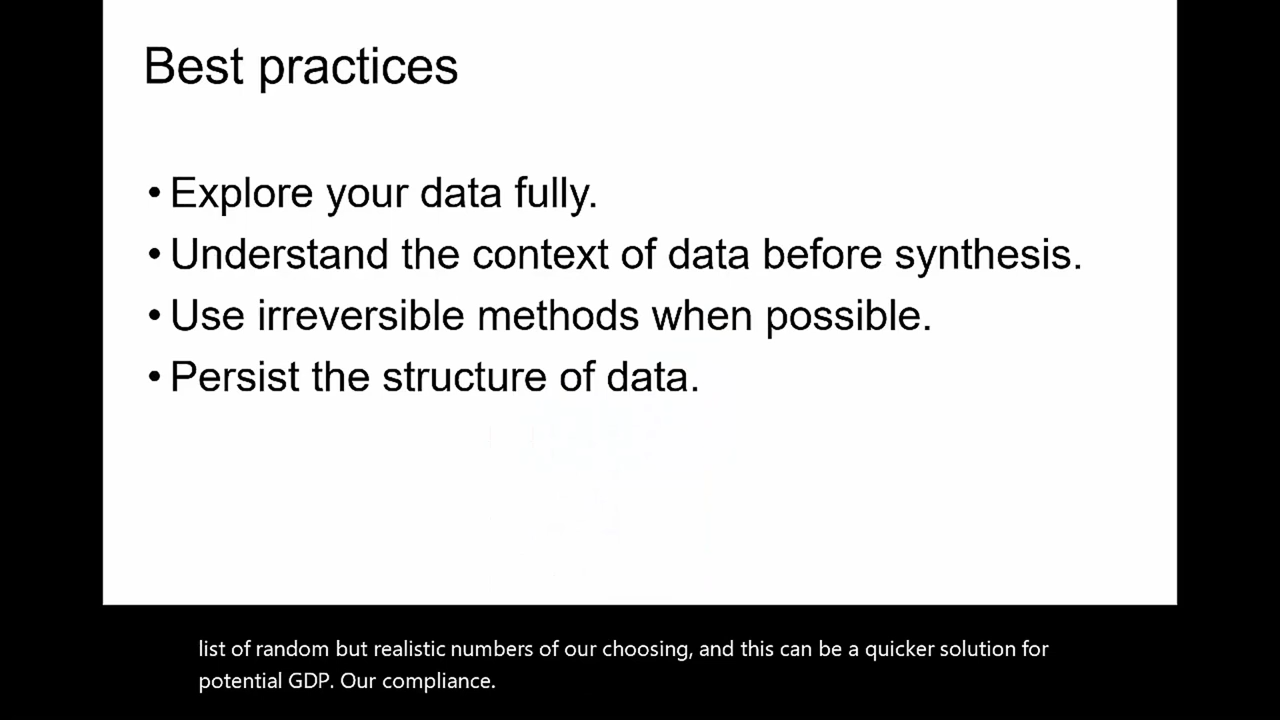 Best practices
• Explore your data fully.
• Understand the context of data before synthesis.
• Use irreversible methods when possible.
• Persist the structure of data.
list of random but realistic numbers of our choosing, and this can be a quicker solution for
potential GDP. Our compliance.